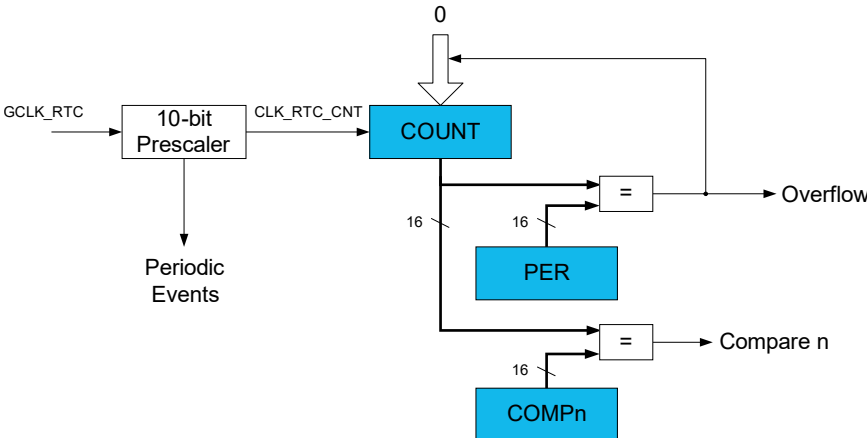 0
GCLK_RTC
10-bit
Prescaler
CLK_RTC_CNT
COUNT
=
Overflow
16
16
PER
Periodic
Events
=
Compare n
16
COMPn